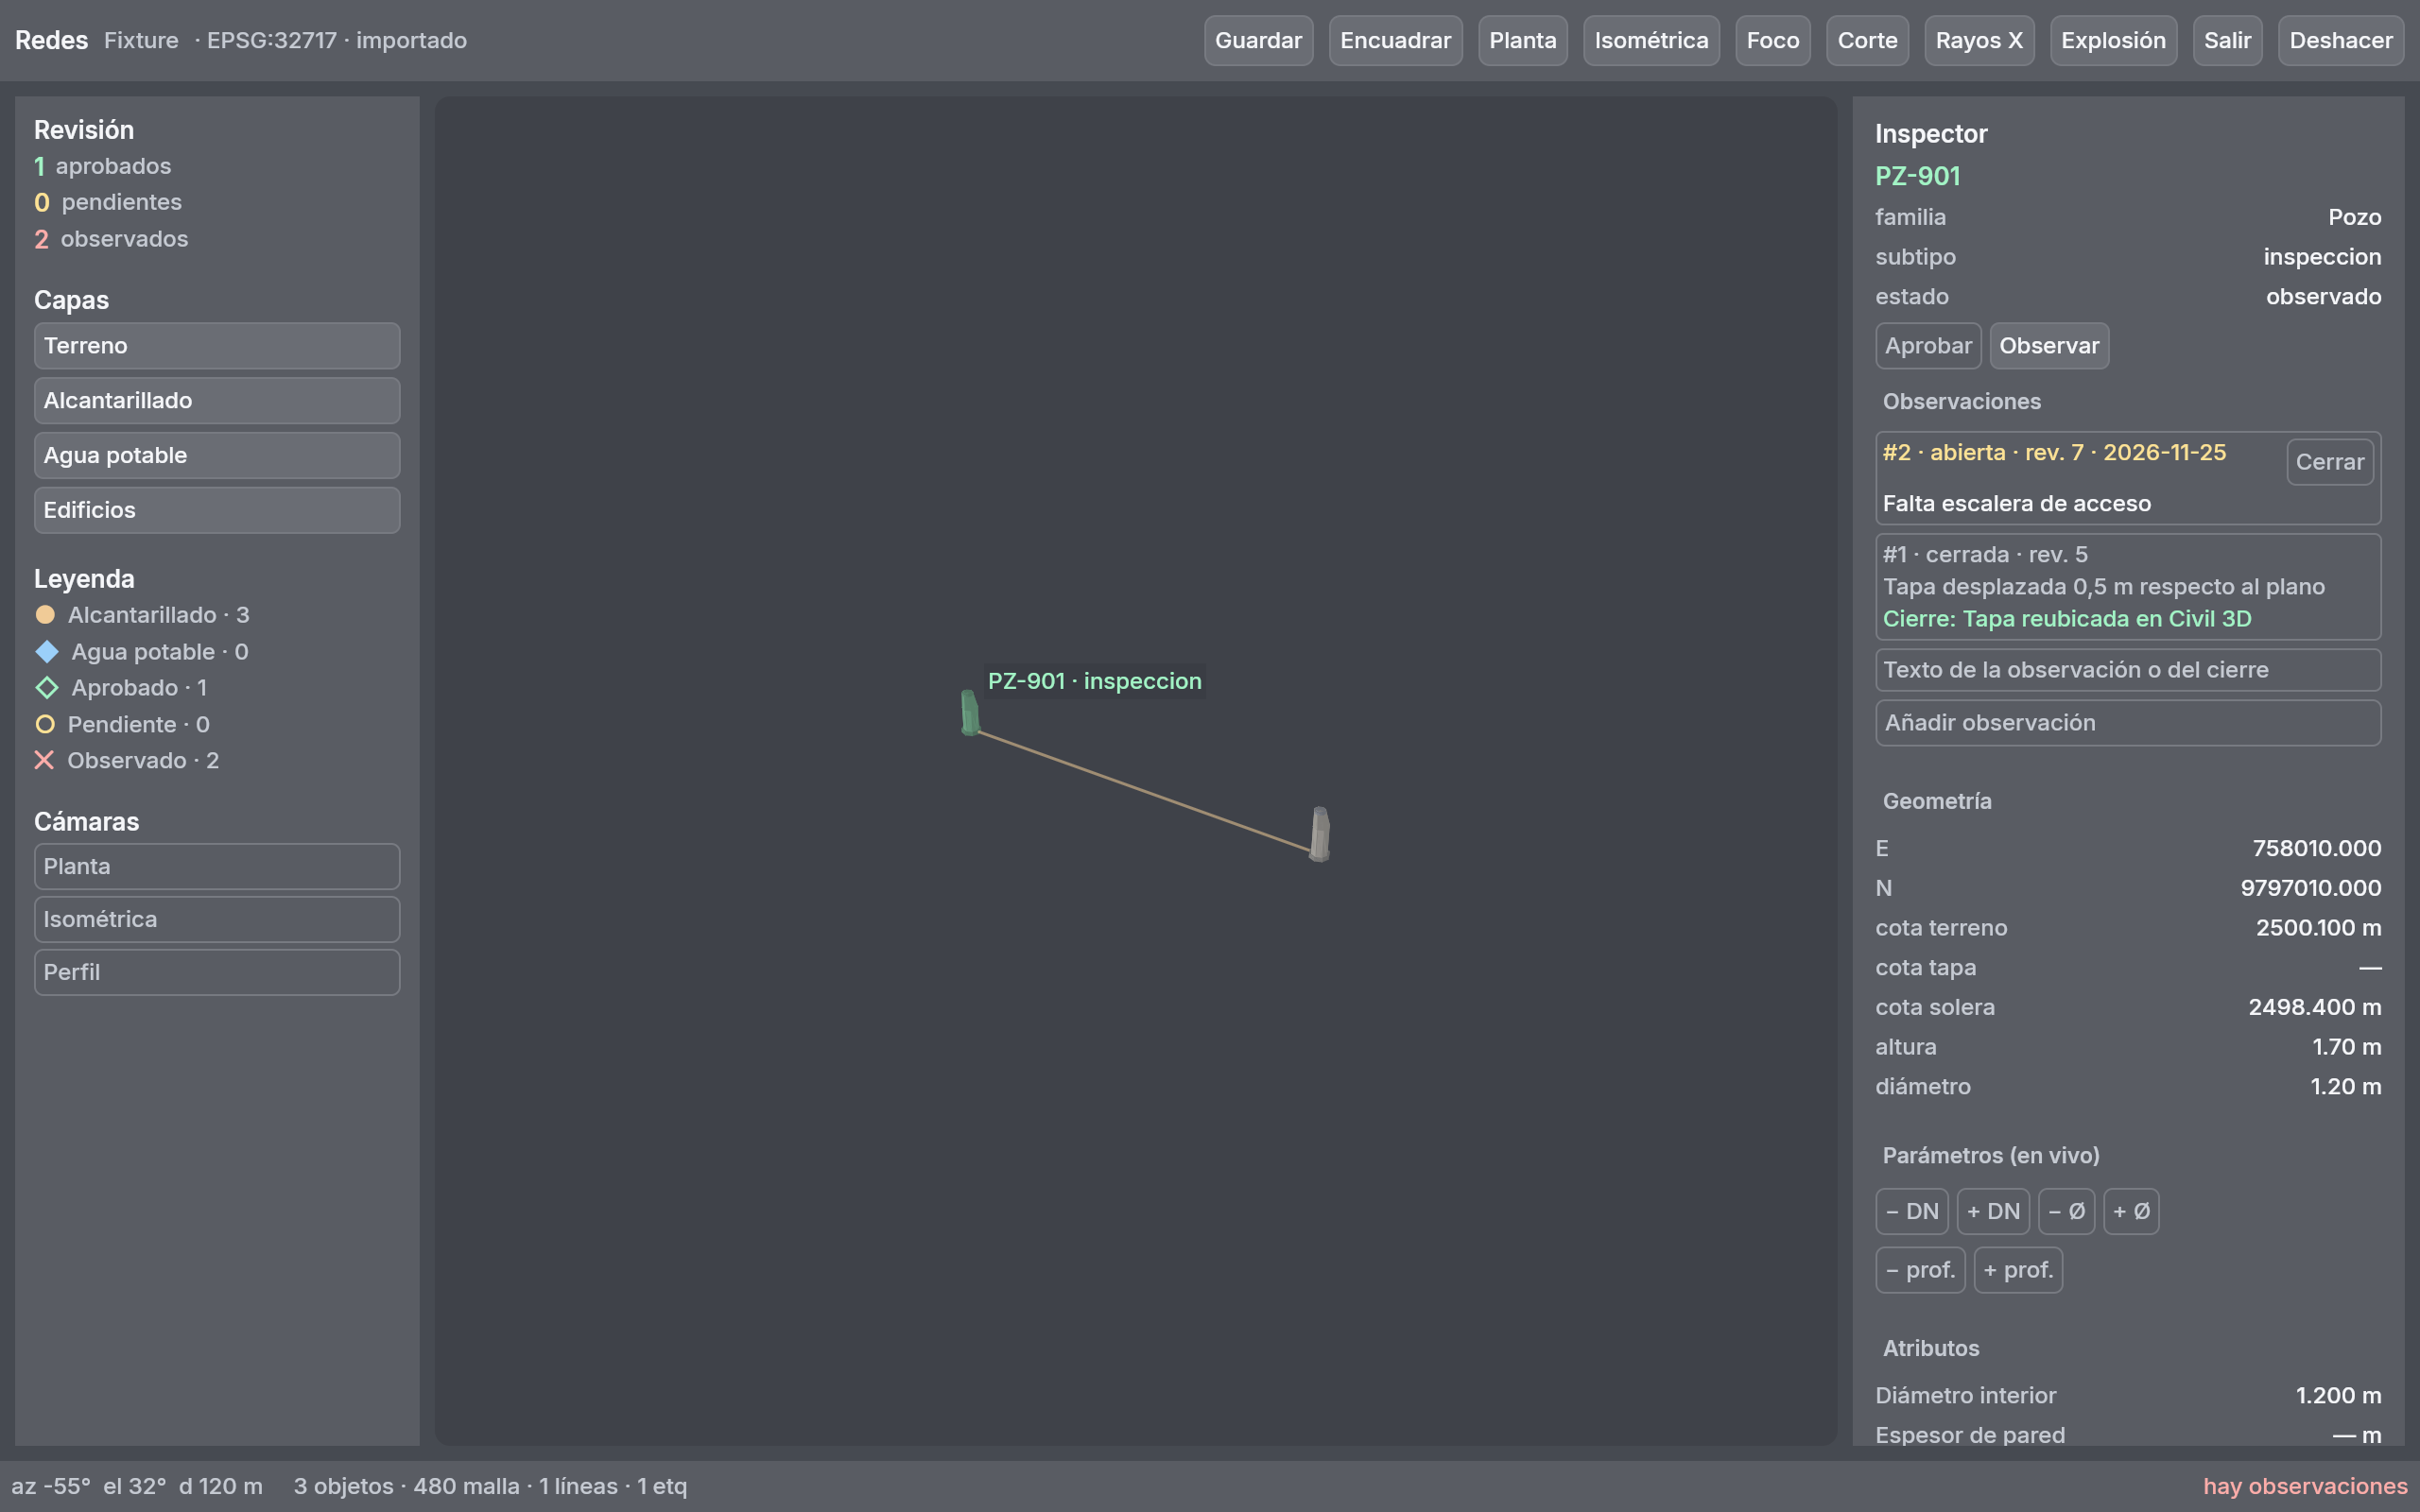 Redes Fixture · EPSG:32717 · importado
Guardar Encuadrar Planta Isométrica Foco Corte Rayos X Explosión Salir Deshacer
Revisión
1 aprobados
0 pendientes
2 observados
Capas
Terreno
Alcantarillado
Agua potable
Edificios
Leyenda
Alcantarillado · 3
Agua potable · 0
Aprobado · 1
Pendiente · 0
Observado · 2
Cámaras
Planta
Isométrica
Perfil
PZ-901 · inspeccion
Inspector
PZ-901
familia Pozo
subtipo inspeccion
estado observado
Aprobar Observar
Observaciones
#2 · abierta · rev. 7 · 2026-11-25 Cerrar
Falta escalera de acceso
#1 · cerrada · rev. 5
Tapa desplazada 0,5 m respecto al plano
Cierre: Tapa reubicada en Civil 3D
Texto de la observación o del cierre
Añadir observación
Geometría
E 758010.000
N 9797010.000
cota terreno 2500.100 m
cota tapa —
cota solera 2498.400 m
altura 1.70 m
diámetro 1.20 m
Parámetros (en vivo)
− DN + DN − Ø + Ø
− prof. + prof.
Atributos
Diámetro interior 1.200 m
Espesor de pared — m
az -55° el 32° d 120 m 3 objetos · 480 malla · 1 líneas · 1 etq
hay observaciones